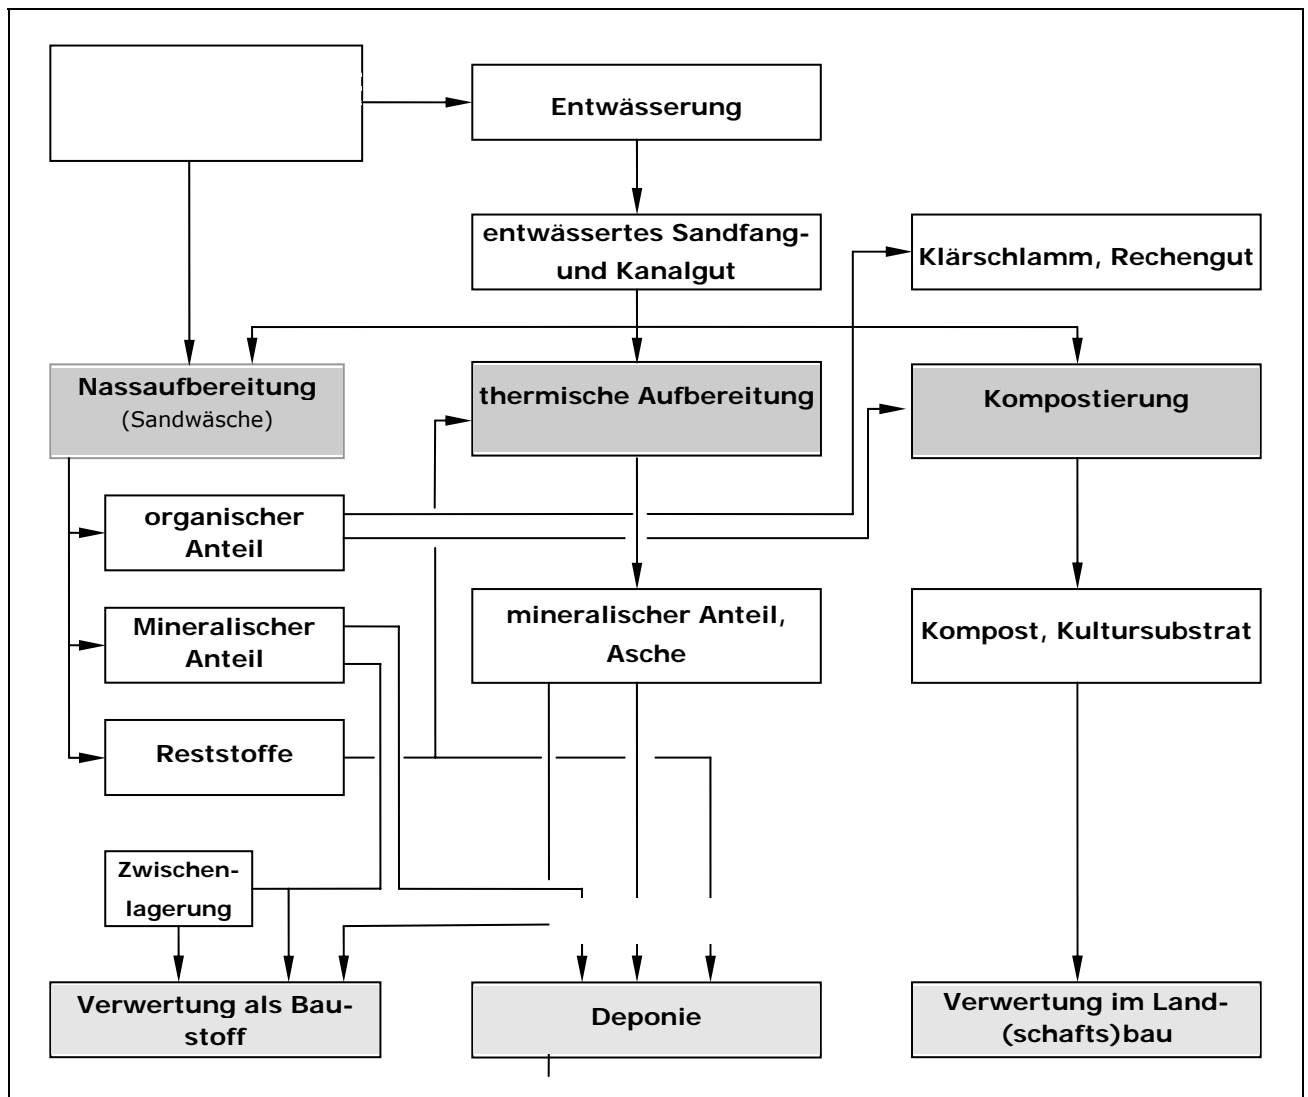 Entwässerung
entwässertes Sandfang-
und Kanalgut
Klärschlamm, Rechengut
Nassaufbereitung
(Sandwäsche)
thermische Aufbereitung
Kompostierung
organischer
Anteil
Mineralischer
Anteil
mineralischer Anteil,
Asche
Kompost, Kultursubstrat
Reststoffe
Zwischen-
lagerung
Verwertung als Bau-
stoff
Deponie
Verwertung im Land-
(schafts)bau